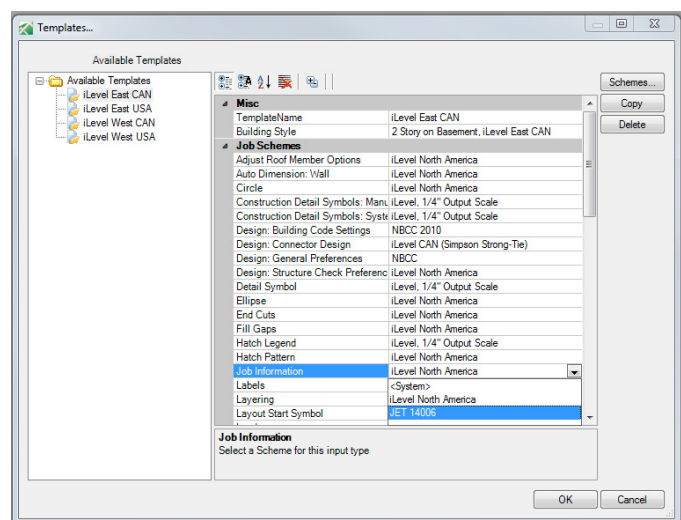 Templates...
Available Templates
Available Templates
iLevel East CAN
iLevel East USA
iLevel West CAN
iLevel West USA
Schemes...
Copy
Delete
Misc
TemplateName iLevel East CAN
Building Style 2 Story on Basement, iLevel East CAN
Job Schemes
Adjust Roof Member Options iLevel North America
Auto Dimension: Wall iLevel North America
Circle iLevel North America
Construction Detail Symbols: Manu iLevel, 1/4" Output Scale
Construction Detail Symbols: Syste iLevel, 1/4" Output Scale
Design: Building Code Settings NBCC 2010
Design: Connector Design iLevel CAN (Simpson Strong-Tie)
Design: General Preferences NBCC
Design: Structure Check Preferenc iLevel North America
Detail Symbol iLevel, 1/4" Output Scale
Ellipse iLevel North America
End Cuts iLevel North America
Fill Gaps iLevel North America
Hatch Legend iLevel, 1/4" Output Scale
Hatch Pattern iLevel North America
Job Information iLevel North America
Labels <System>
Layering iLevel North America
Layout Start Symbol JET 14006
Job Information
Select a Scheme for this input type
OK Cancel